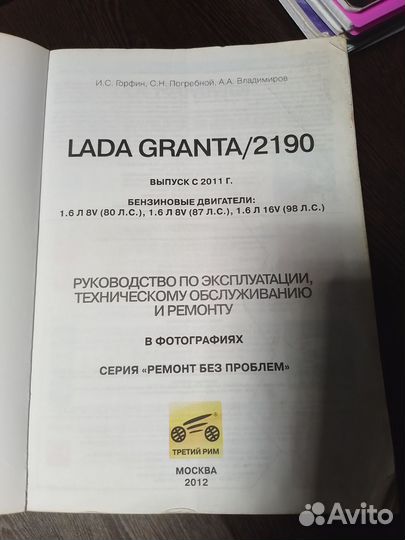 И.С. Горфин, С.Н. Погребной, А.А. Владимиров
LADA GRANTA/2190
ВЫПУСК С 2011 Г.
БЕНЗИНОВЫЕ ДВИГАТЕЛИ:
1.6 Л 8V (80 Л.С.), 1.6 Л 8V (87 Л.С.), 1.6 Л 16V (98 Л.С.)
РУКОВОДСТВО ПО ЭКСПЛУАТАЦИИ,
ТЕХНИЧЕСКОМУ ОБСЛУЖИВАНИЮ
И РЕМОНТУ
В ФОТОГРАФИЯХ
СЕРИЯ «РЕМОНТ БЕЗ ПРОБЛЕМ»
ТРЕТИЙ РИМ
МОСКВА
2012
Avito